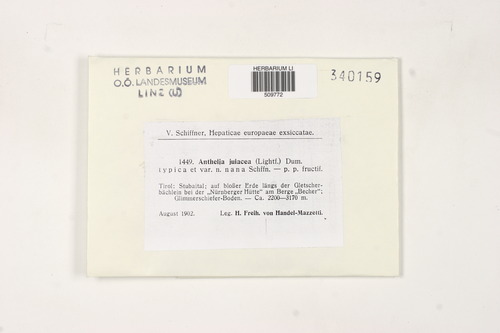 HERBARIUM
O.Ö. LANDESMUSEUM
LINZ (LI)
HERBARIUM LI
509772
340159
V. Schiffner, Hepaticae europaeae exsiccatae.
1449. Anthelia julacea (Lightf.) Dum.
typica et var. n. nana Schffn. — p. p. fructif.
Tirol: Stubaital; auf bloßer Erde längs der Gletscher-
bächlein bei der „Nürnberger Hütte" am Berge „Becher";
Glimmerschiefer-Boden. — Ca. 2200—3170 m.
August 1902. Leg. H. Freih. von Handel-Mazzetti.